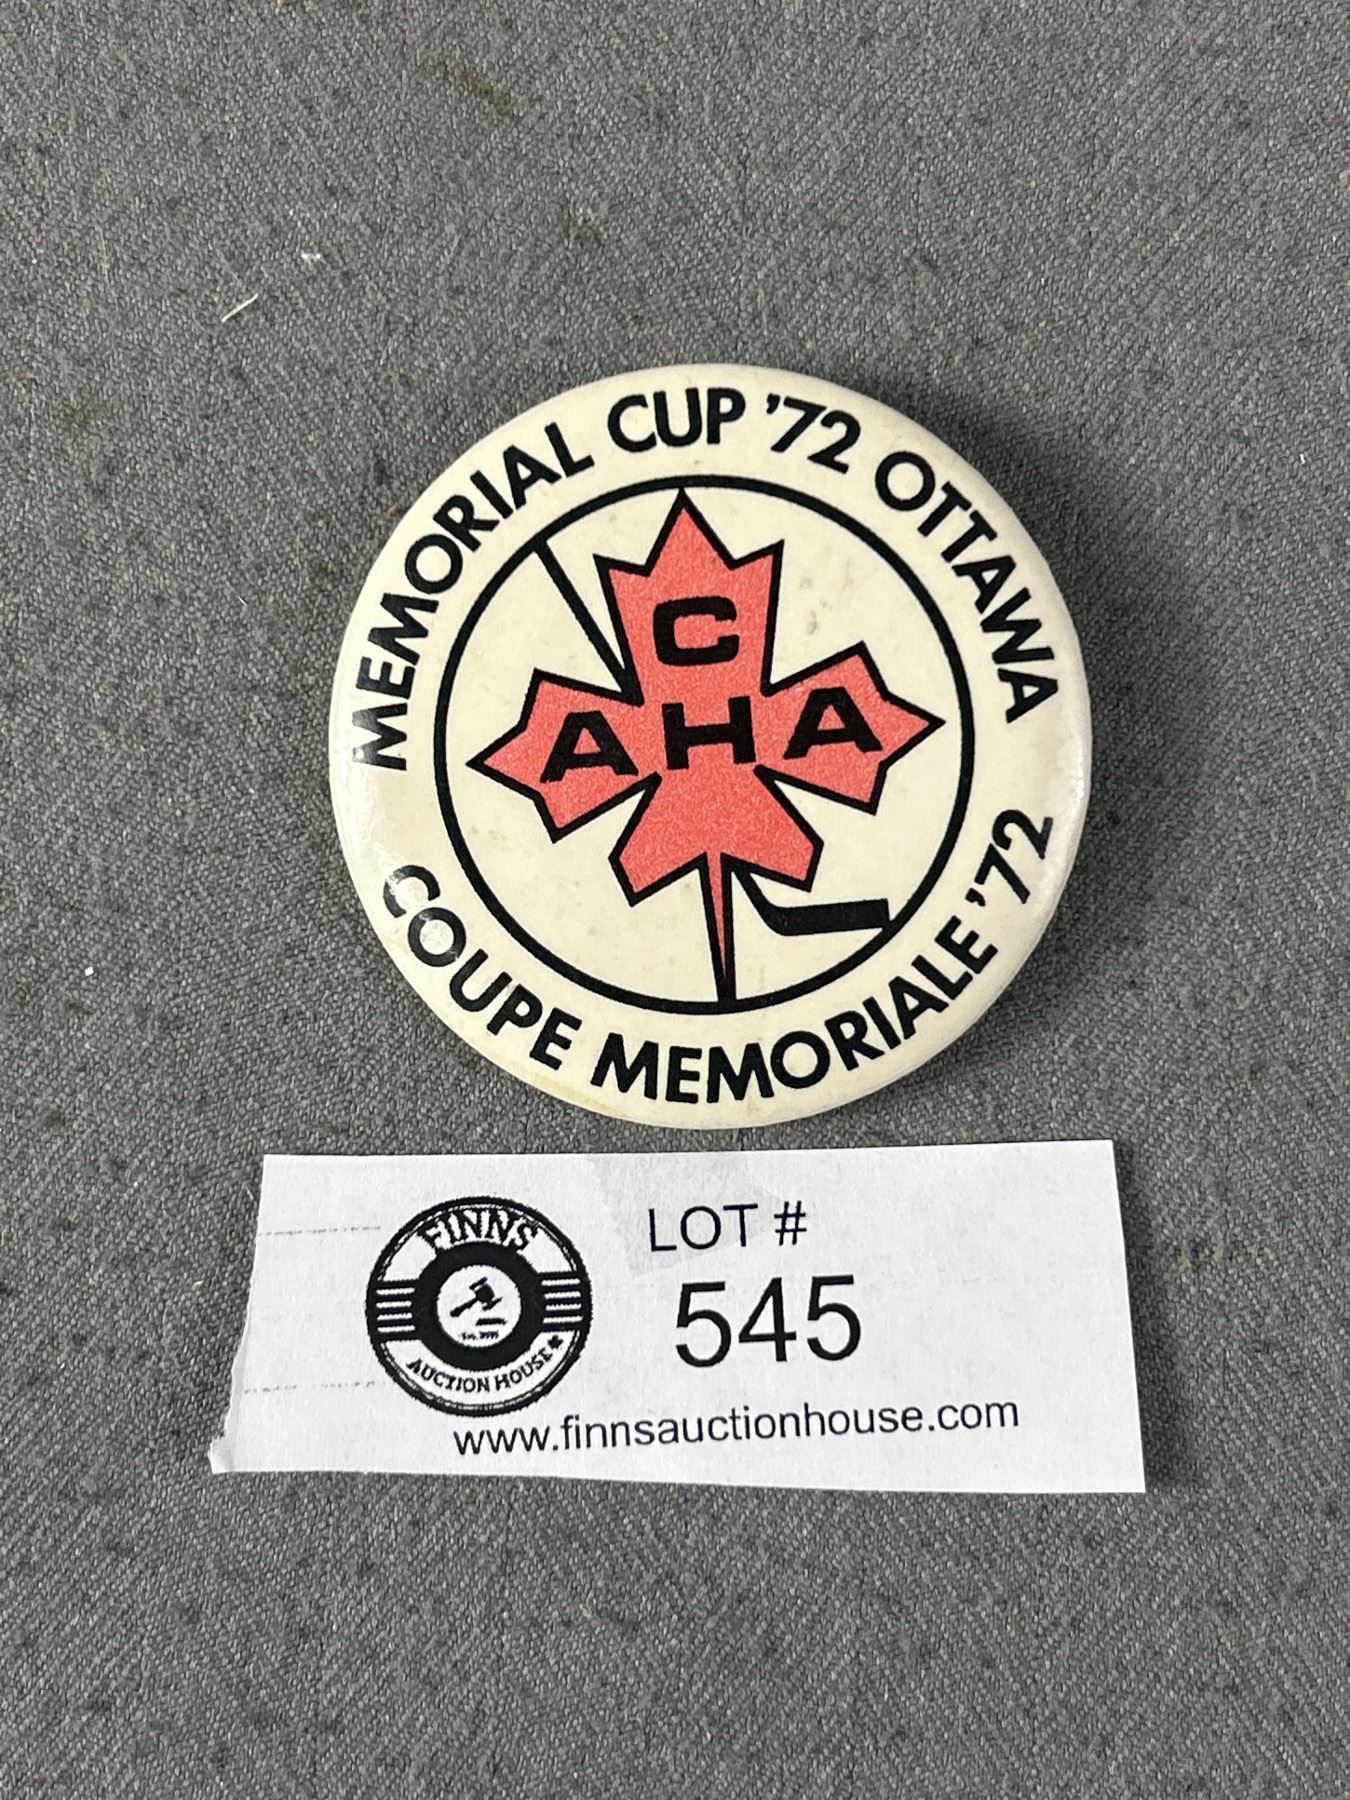 MEMORIAL CUP '72 OTTAWA
C
AHA
COUPE MEMORIALE '72
FINNS
AUCTION HOUSE
LOT #
545
www.finnsauctionhouse.com